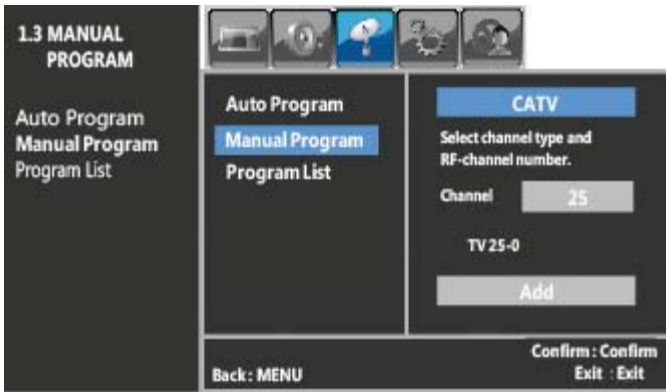 1.3 MANUAL
PROGRAM
Auto Program
Manual Program
Program List
Auto Program
Manual Program
Program List
CATV
Select channel type and
RF-channel number.
Channel 25
TV 25-0
Add
Back : MENU
Confirm : Confirm
Exit : Exit